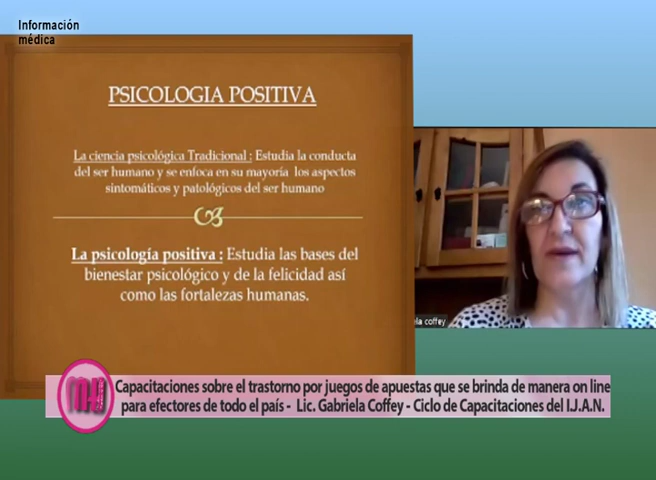 Información
médica
PSICOLOGIA POSITIVA
La ciencia psicológica Tradicional : Estudia la conducta
del ser humano y se enfoca en su mayoría los aspectos
sintomáticos y patológicos del ser humano
La psicología positiva : Estudia las bases del
bienestar psicológico y de la felicidad así
como las fortalezas humanas.
coffey
Capacitaciones sobre el trastorno por juegos de apuestas que se brinda de manera on line
para efectores de todo el país - Lic. Gabriela Coffey - Ciclo de Capacitaciones del I.J.A.N.